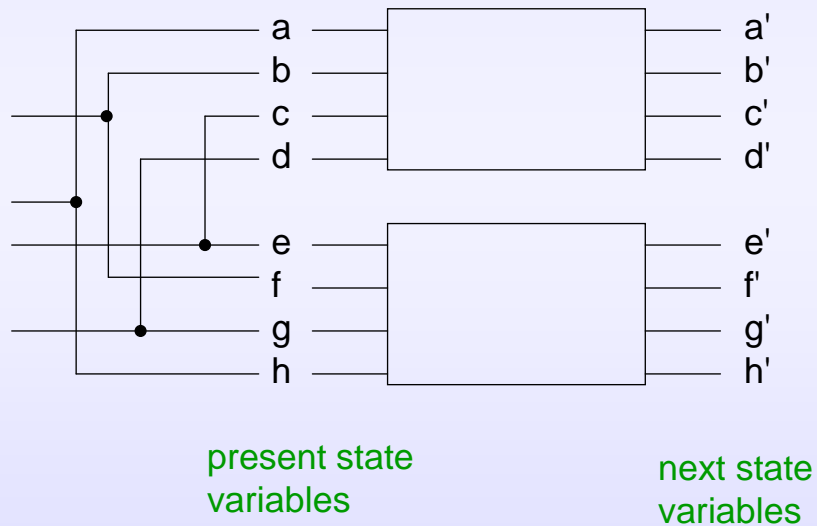 a a'
b b'
c c'
d d'
e e'
f f'
g g'
h h'
present state
variables
next state
variables